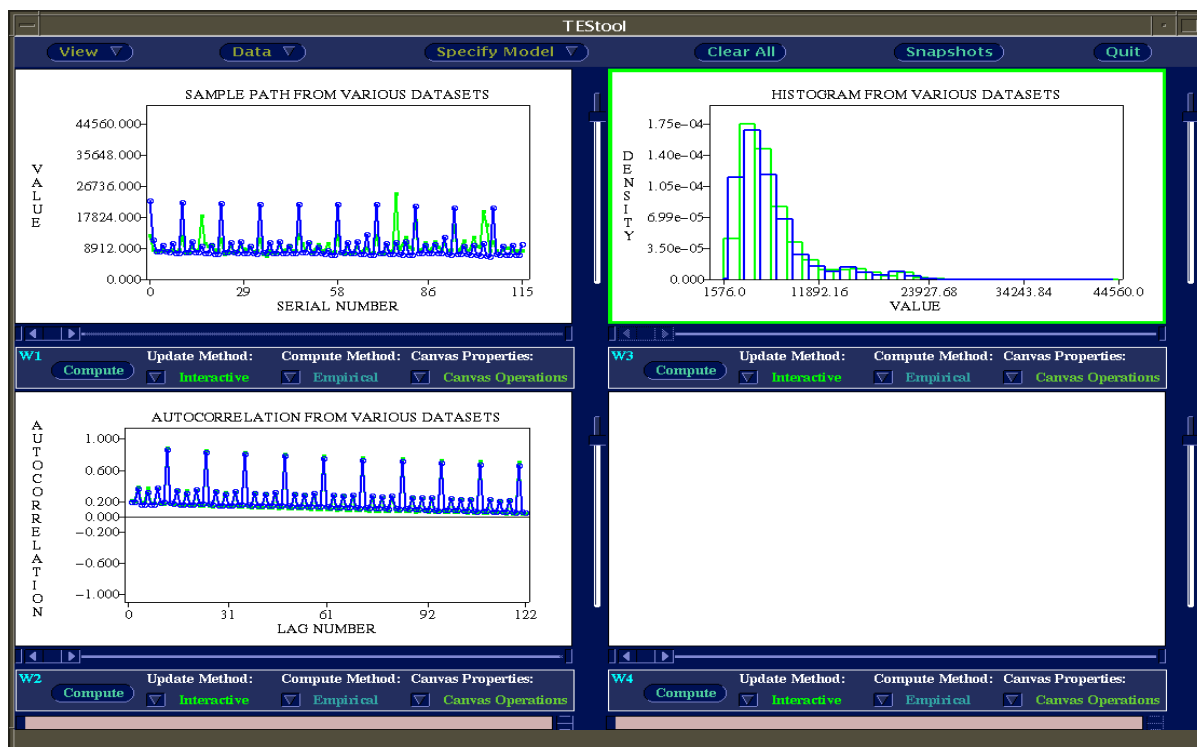 TEStool
View Data Specify Model Clear All Snapshots Quit
SAMPLE PATH FROM VARIOUS DATASETS
VALUE
44560.000
35648.000
26736.000
17824.000
8912.000
0.000
0 29 58 86 115
SERIAL NUMBER
W1
Compute
Update Method: Compute Method: Canvas Properties:
Interactive Empirical Canvas Operations
HISTOGRAM FROM VARIOUS DATASETS
DENSITY
1.75e-04
1.40e-04
1.05e-04
6.99e-05
3.50e-05
0.000
1576.0 11892.16 23927.68 34243.84 44560.0
VALUE
W3
Compute
Update Method: Compute Method: Canvas Properties:
Interactive Empirical Canvas Operations
AUTOCORRELATION FROM VARIOUS DATASETS
AUTOCORRELATION
1.000
0.600
0.200
0.000
-0.200
-0.600
-1.000
0 31 61 92 122
LAG NUMBER
W2
Compute
Update Method: Compute Method: Canvas Properties:
Interactive Empirical Canvas Operations
W4
Compute
Update Method: Compute Method: Canvas Properties:
Interactive Empirical Canvas Operations